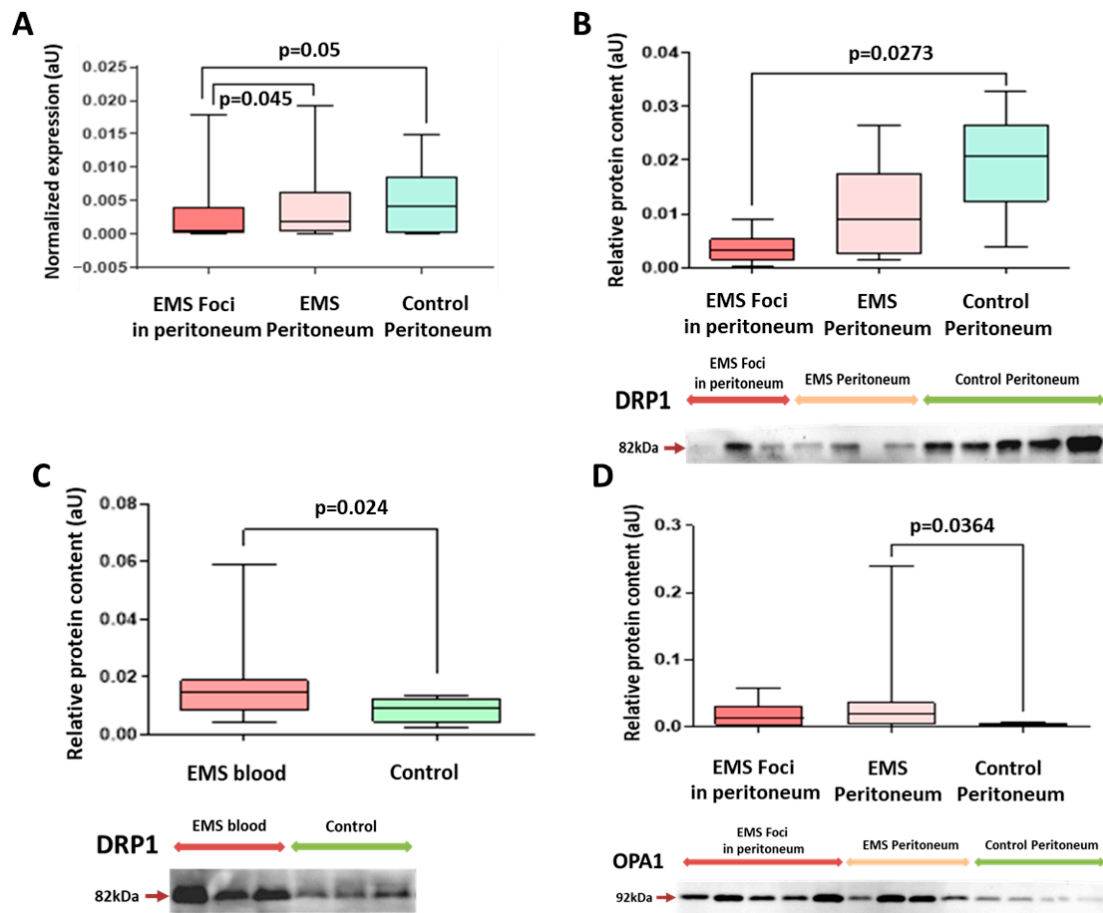 A
Normalized expression (aU)
0.025
0.020
0.015
0.010
0.005
0.000
−0.005
p=0.05
p=0.045
EMS Foci
in peritoneum
EMS
Peritoneum
Control
Peritoneum
B
Relative protein content (aU)
0.04
0.03
0.02
0.01
0.00
p=0,0273
EMS Foci
in peritoneum
EMS
Peritoneum
Control
Peritoneum
EMS Foci
in peritoneum
EMS Peritoneum
Control Peritoneum
DRP1
82kDa
C
Relative protein content (aU)
0.08
0.06
0.04
0.02
0.00
p=0.024
EMS blood
Control
DRP1
EMS blood
Control
82kDa
D
Relative protein content (aU)
0.3
0.2
0.1
0.0
p=0.0364
EMS Foci
in peritoneum
EMS
Peritoneum
Control
Peritoneum
EMS Foci
in peritoneum
EMS Peritoneum
Control Peritoneum
OPA1
92kDa